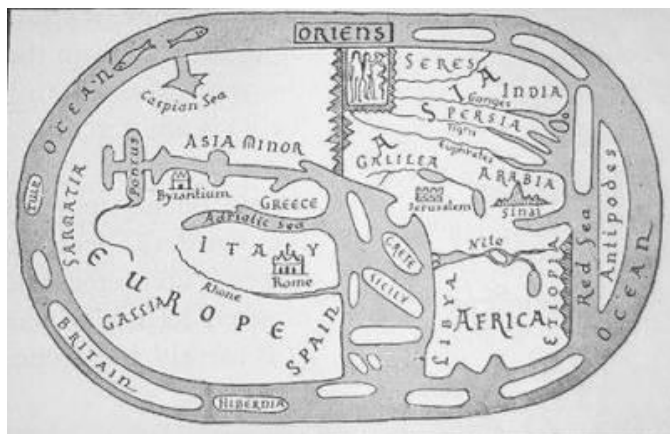 ORIENS
OCEAN
Caspian Sea
SERES
INDIA
ASIA
Ganges
PERSIA
Tigris
Euphrates
ASIA MINOR
GALILEA
ARABIA
Pontus
Byzantium
GREECE
Jerusalem
Sinai
SARMATIA
Adriatic Sea
Nile
Red Sea
Antipodes
ITALY
Rome
CRETE
SICILY
ETIOPIA
LIBYA
AFRICA
EUROPE
Rhone
GALLIA
SPAIN
OCEAN
BRITAIN
HIBERNIA